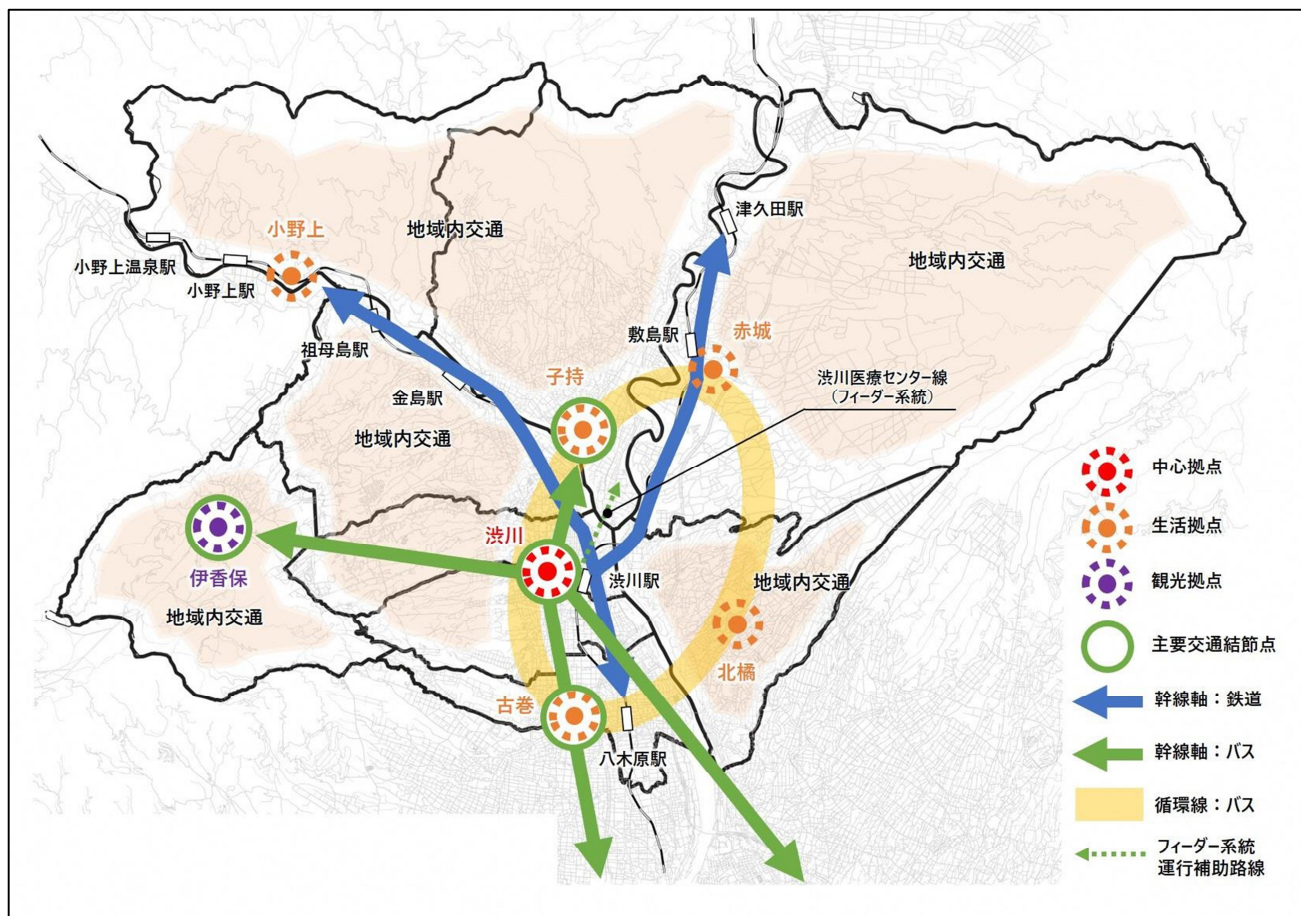 津久田駅
小野上
地域内交通
小野上温泉駅
小野上駅
地域内交通
敷島駅
赤城
祖母島駅
子持
渋川医療センター線
（フィーダー系統）
金島駅
地域内交通
中心拠点
生活拠点
渋川
伊香保
渋川駅
地域内交通
観光拠点
地域内交通
主要交通結節点
北橘
古巻
幹線軸：鉄道
八木原駅
幹線軸：バス
循環線：バス
フィーダー系統
運行補助路線